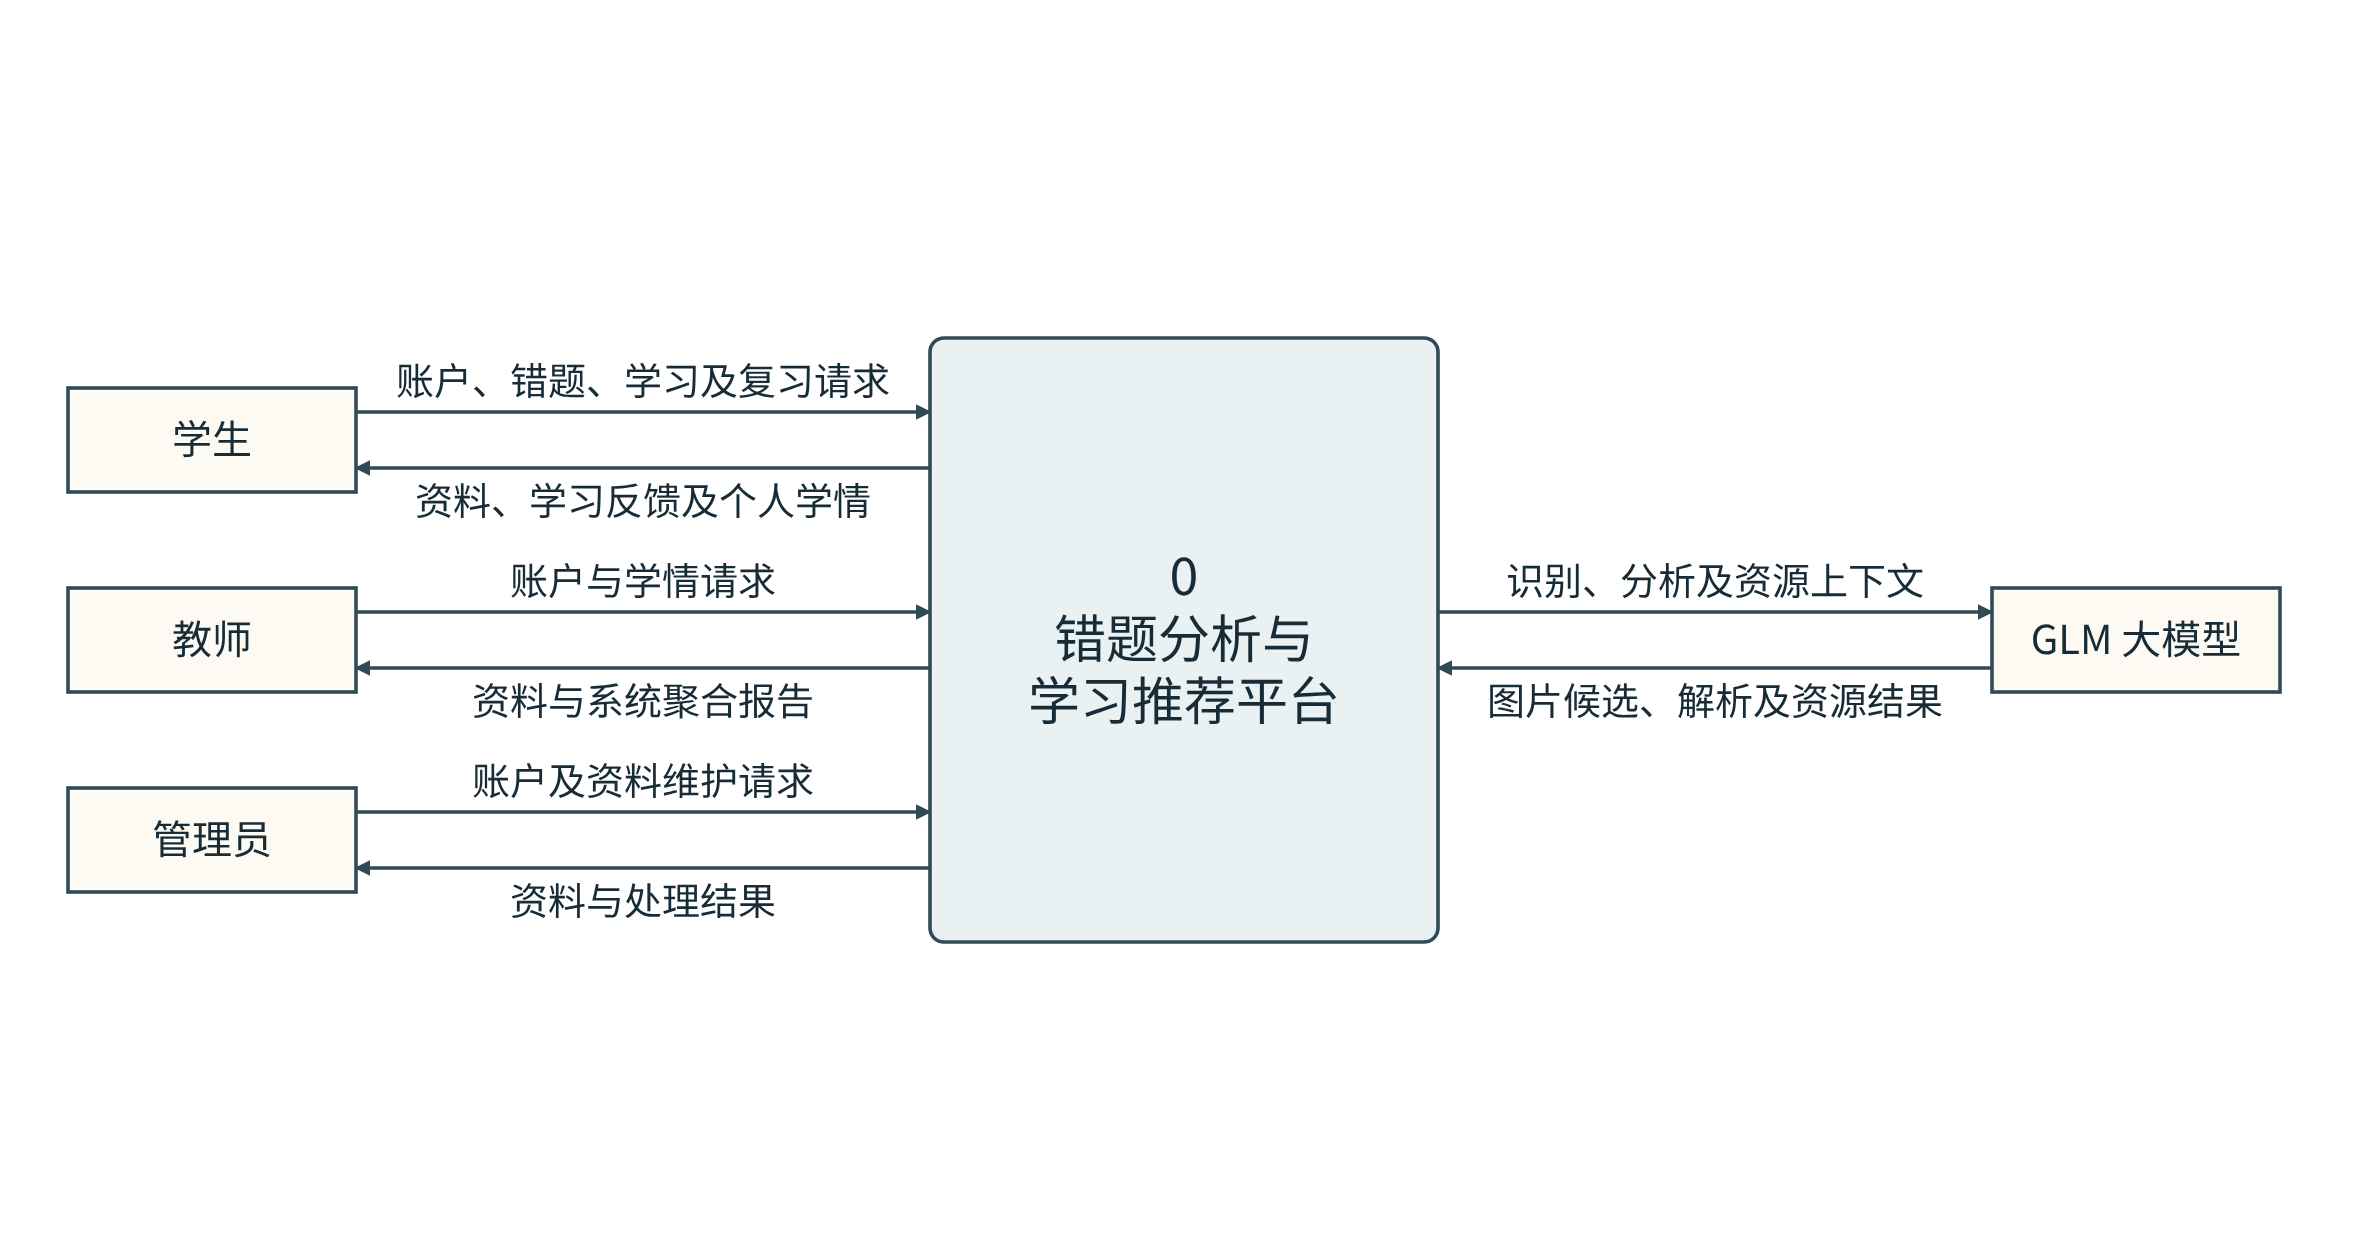 账户、错题、学习及复习请求
学生
资料、学习反馈及个人学情
账户与学情请求
教师
资料与系统聚合报告
账户及资料维护请求
管理员
资料与处理结果
0
错题分析与
学习推荐平台
识别、分析及资源上下文
GLM 大模型
图片候选、解析及资源结果